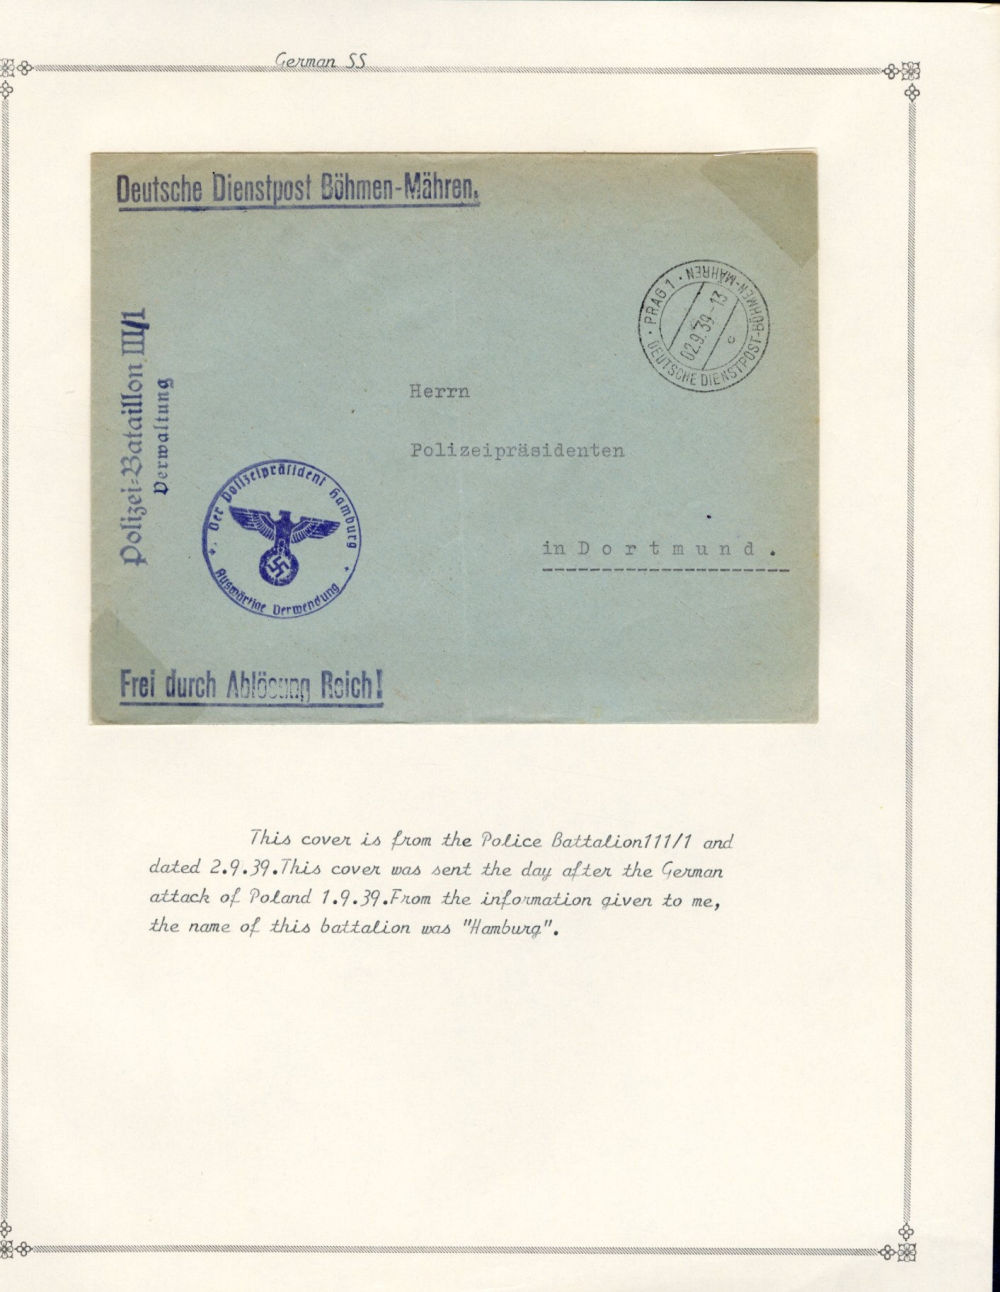 German SS
Deutsche Dienstpost Böhmen-Mähren.
PRAG 1 · DEUTSCHE DIENSTPOST-BÖHMEN-MÄHREN ·
02.9.39-13
c
Polizei-Bataillon III/1
Verwaltung
Herrn
Polizeipräsidenten
in Dortmund.
Der Polizeipräsident Hamburg
Auswärtige Verwendung
Frei durch Ablösung Reich!
This cover is from the Police Battalion111/1 and
dated 2.9.39.This cover was sent the day after the German
attack of Poland 1.9.39.From the information given to me,
the name of this battalion was "Hamburg".